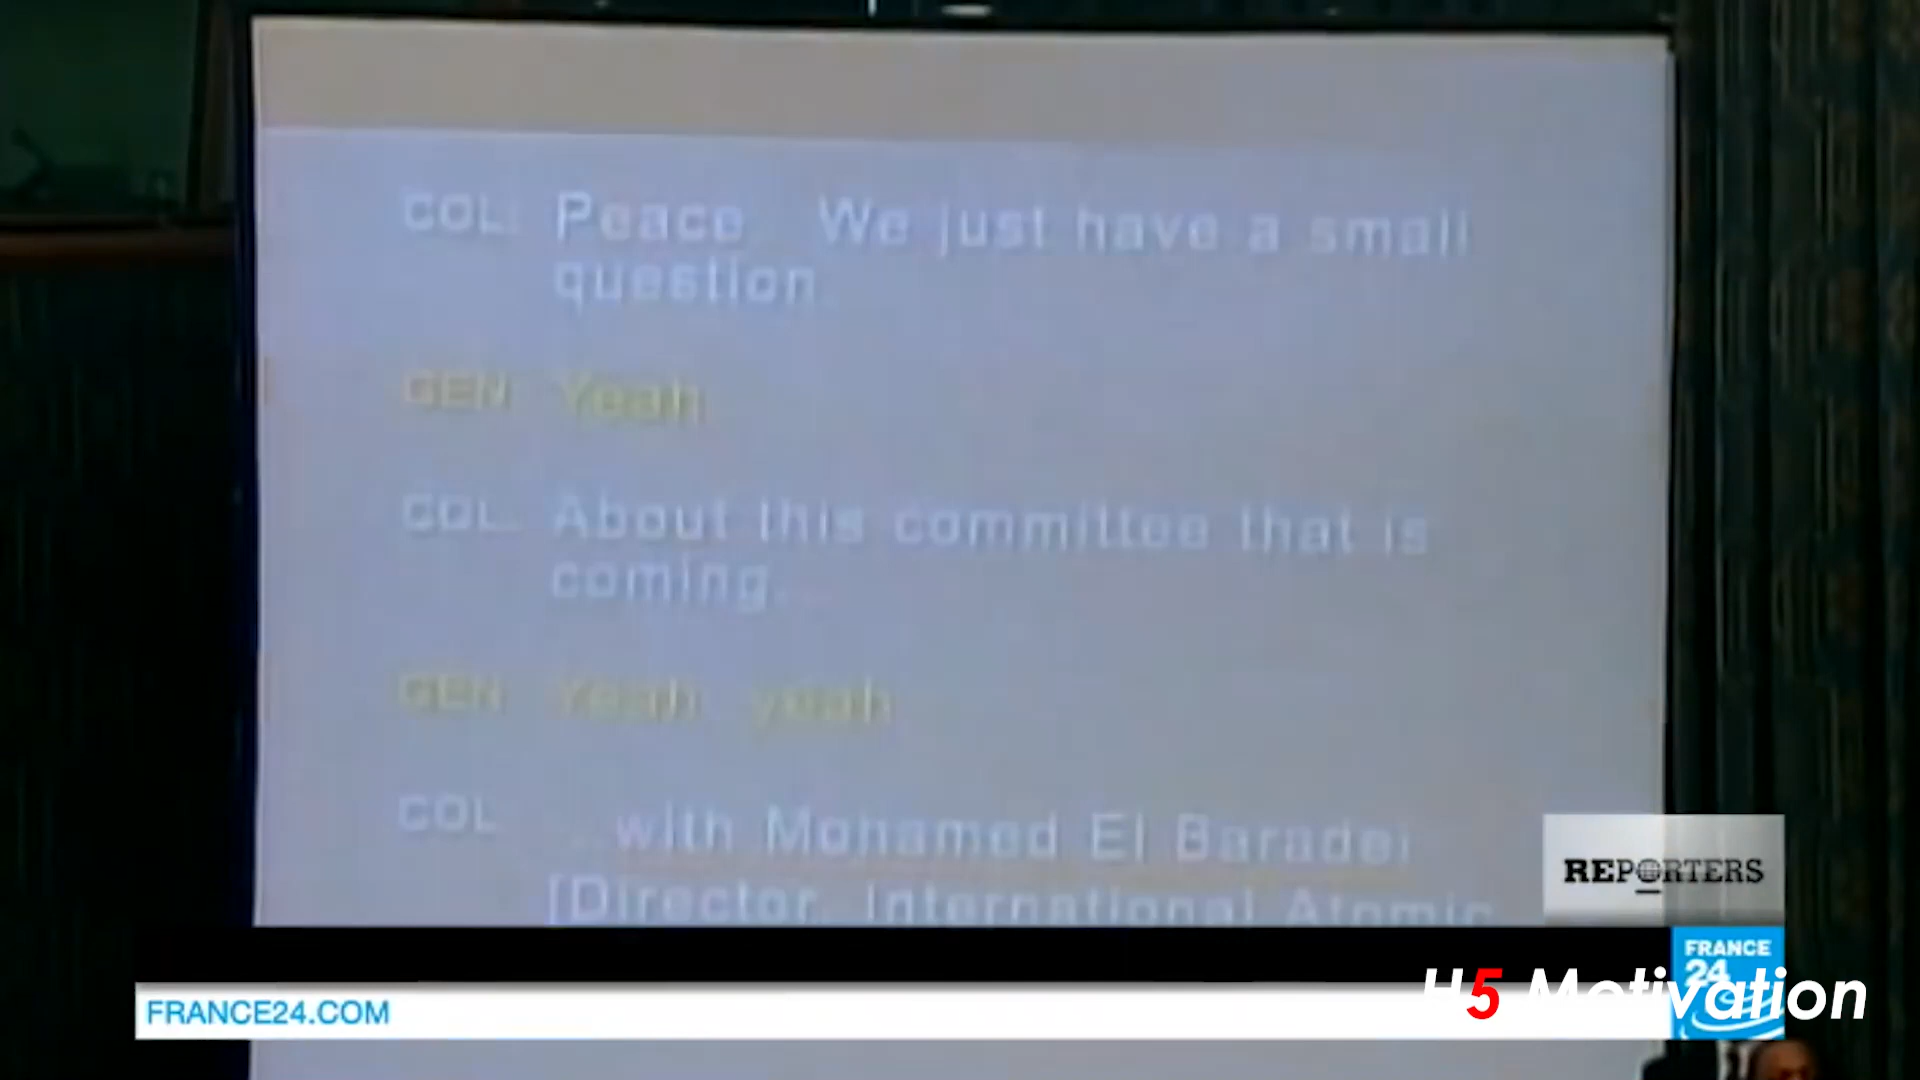 COL: Peace. We just have a small
question.
GEN: Yeah
COL: About this committee that is
coming...
GEN: Yeah, yeah
COL: ...with Mohamed El Baradei
[Director, International Atomic
REPORTERS
FRANCE
24
H5 Motivation
FRANCE24.COM